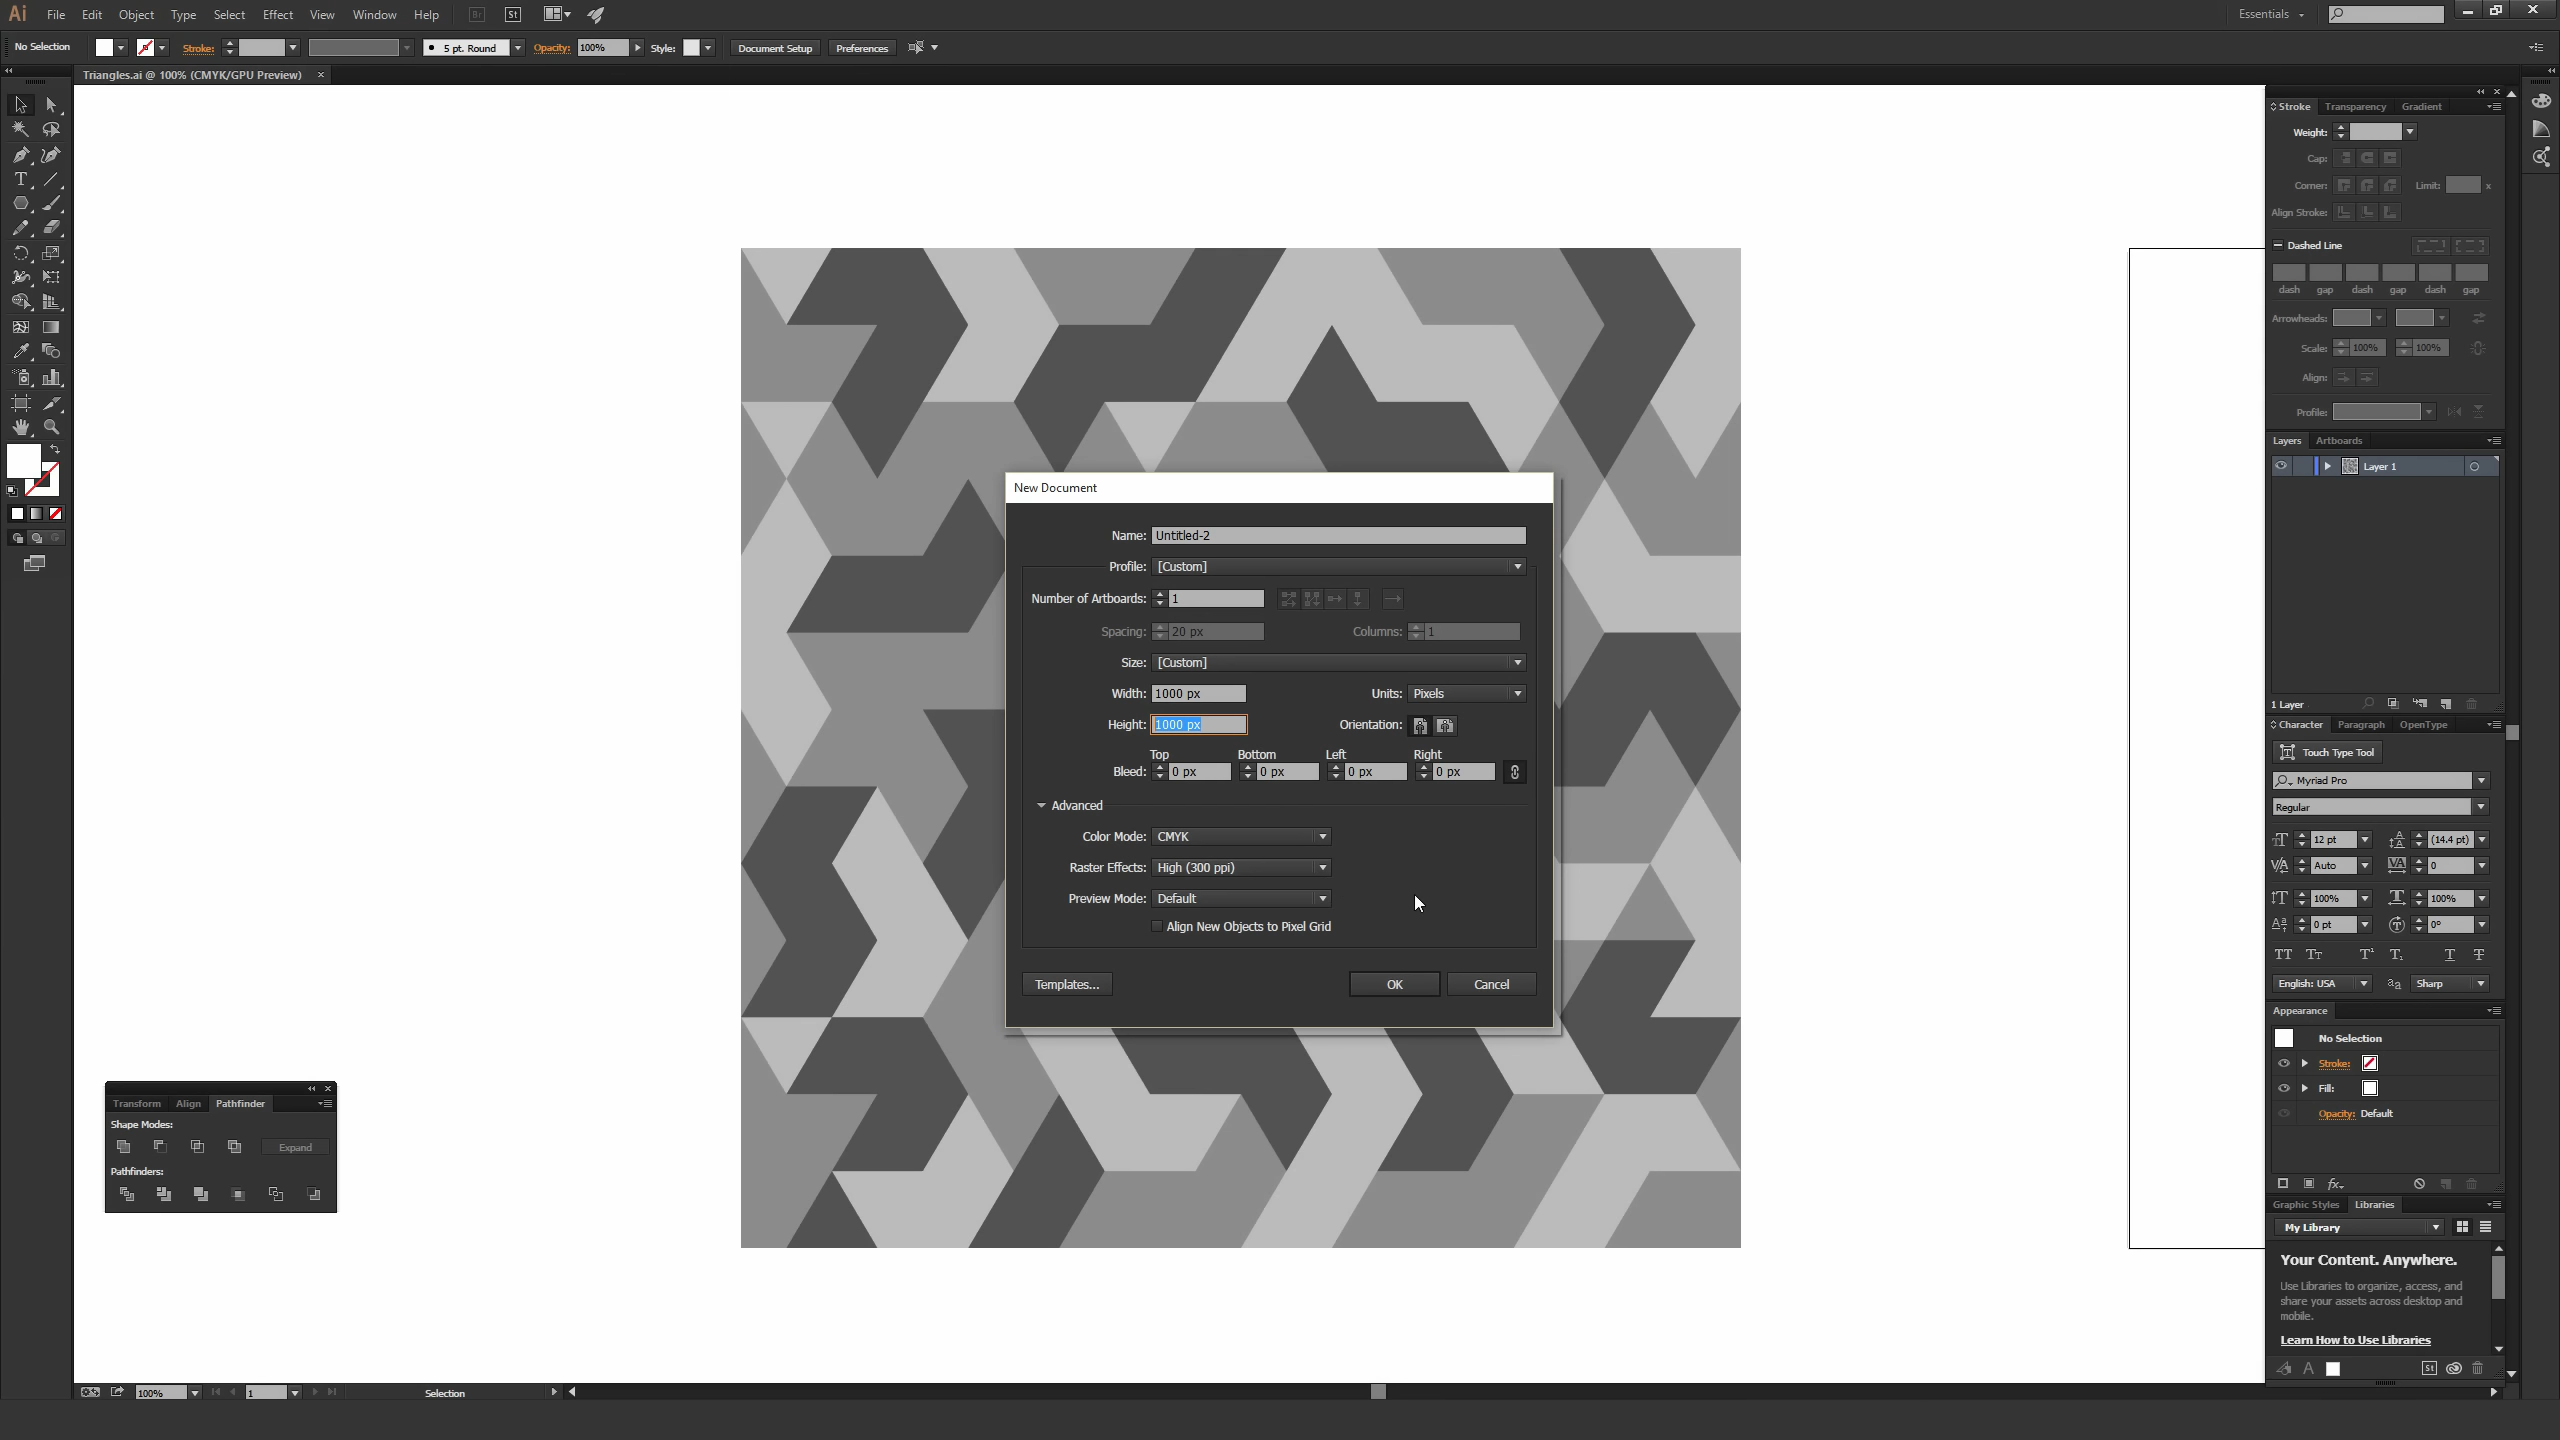 Ai File Edit Object Type Select Effect View Window Help Br St Essentials
No Selection Stroke: 5 pt. Round Opacity: 100% Style: Document Setup Preferences
Triangles.ai @ 100% (CMYK/GPU Preview)
Stroke Transparency Gradient
Weight:
Cap:
Corner: Limit: x
Align Stroke:
Dashed Line
dash gap dash gap dash gap
Arrowheads:
Scale: 100% 100%
Align:
Profile:
Layers Artboards
Layer 1
1 Layer
New Document
Name: Untitled-2
Profile: [Custom]
Number of Artboards: 1
Spacing: 20 px Columns: 1
Size: [Custom]
Width: 1000 px Units: Pixels
Height: 1000 px Orientation:
Top Bottom Left Right
Bleed: 0 px 0 px 0 px 0 px
Advanced
Color Mode: CMYK
Raster Effects: High (300 ppi)
Preview Mode: Default
Align New Objects to Pixel Grid
Templates... OK Cancel
Character Paragraph OpenType
Touch Type Tool
Myriad Pro
Regular
12 pt (14.4 pt)
Auto 0
100% 100%
0 pt 0°
English: USA Sharp
Appearance
No Selection
Stroke:
Fill:
Opacity: Default
Transform Align Pathfinder
Shape Modes:
Expand
Pathfinders:
Graphic Styles Libraries
My Library
Your Content. Anywhere.
Use Libraries to organize, access, and
share your assets across desktop and
mobile.
Learn How to Use Libraries
St
100% 1 Selection